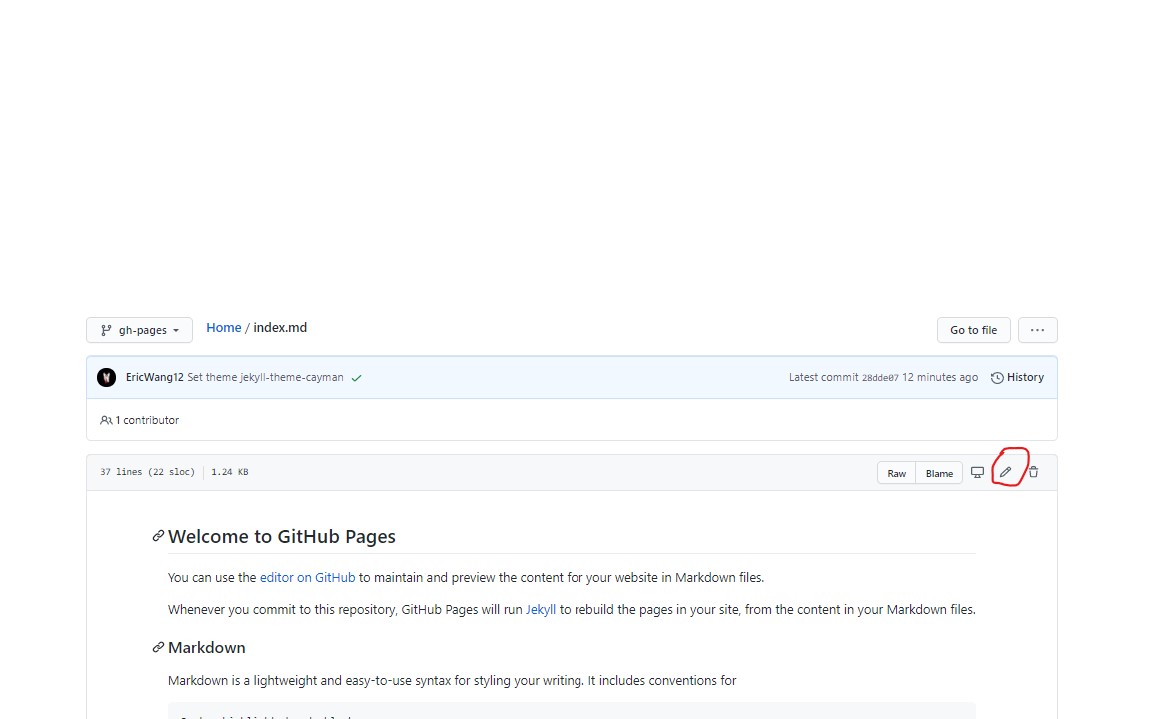 gh-pages
Home / index.md
Go to file
EricWang12 Set theme jekyll-theme-cayman
Latest commit 28dde07 12 minutes ago
History
1 contributor
37 lines (22 sloc) 1.24 KB
Raw
Blame
Welcome to GitHub Pages
You can use the editor on GitHub to maintain and preview the content for your website in Markdown files.
Whenever you commit to this repository, GitHub Pages will run Jekyll to rebuild the pages in your site, from the content in your Markdown files.
Markdown
Markdown is a lightweight and easy-to-use syntax for styling your writing. It includes conventions for